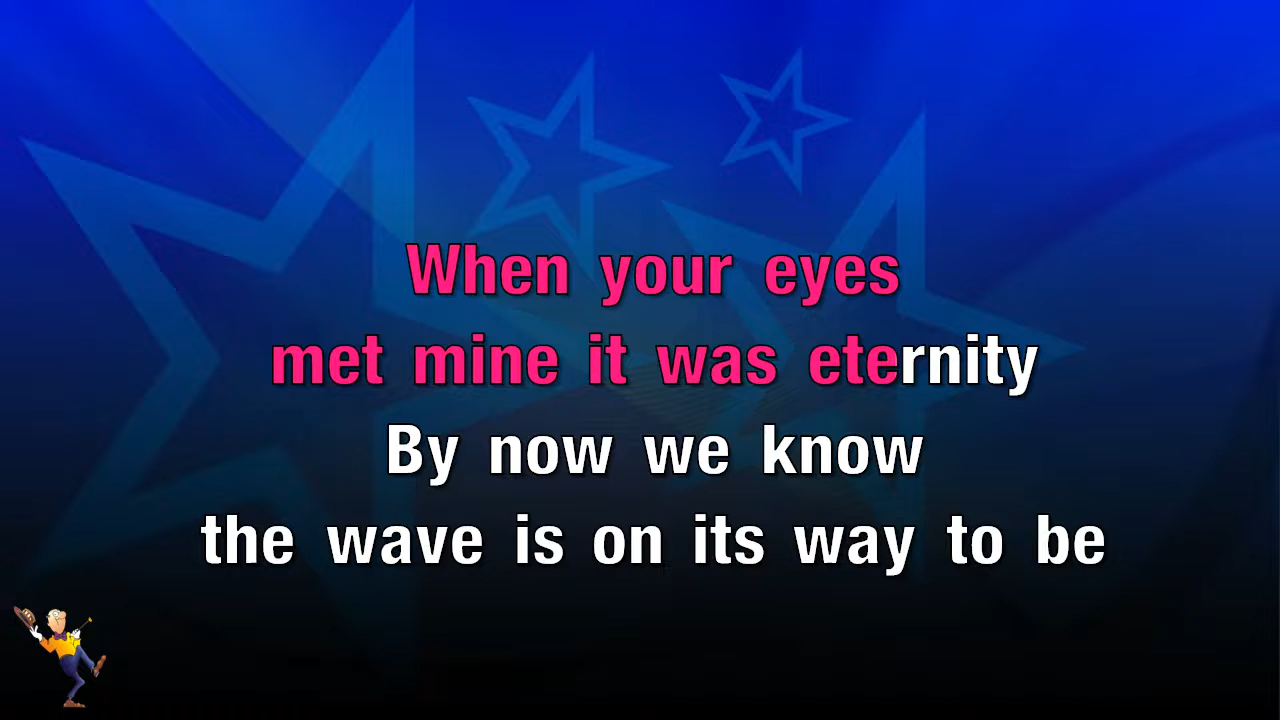 When your eyes
met mine it was eternity
By now we know
the wave is on its way to be